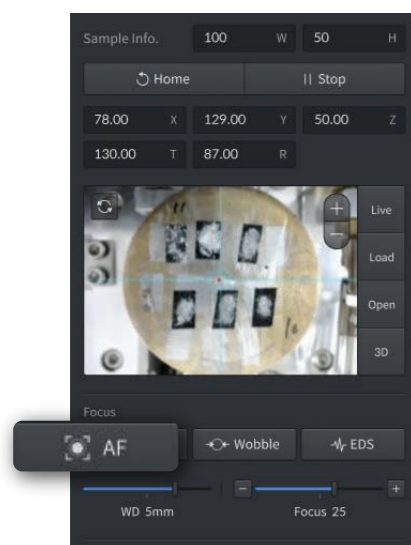 Sample Info. 100 W 50 H
Home || Stop
78.00 X 129.00 Y 50.00 Z
130.00 T 87.00 R
Live
Load
Open
3D
Focus
AF Wobble EDS
WD 5mm Focus 25